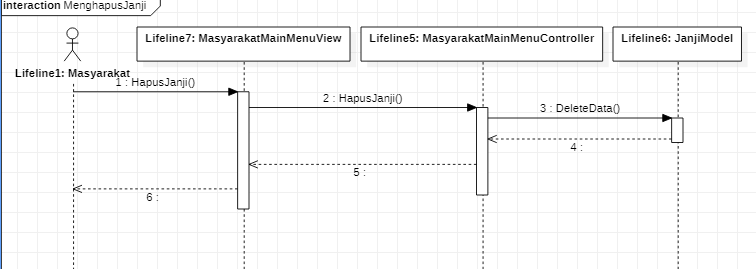 interaction MenghapusJanji
Lifeline7: MasyarakatMainMenuView
Lifeline5: MasyarakatMainMenuController
Lifeline6: JanjiModel
Lifeline1: Masyarakat
1 : HapusJanji()
2 : HapusJanji()
3 : DeleteData()
4 :
5 :
6 :